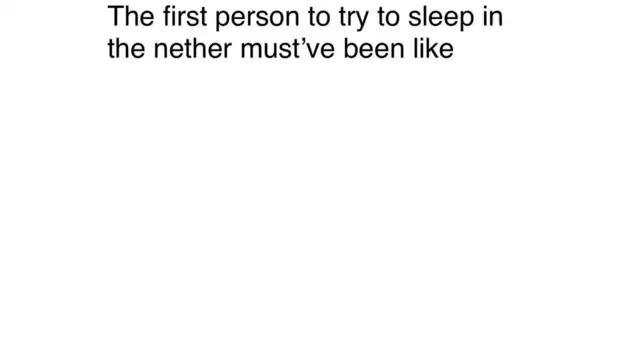 The first person to try to sleep in
the nether must’ve been like